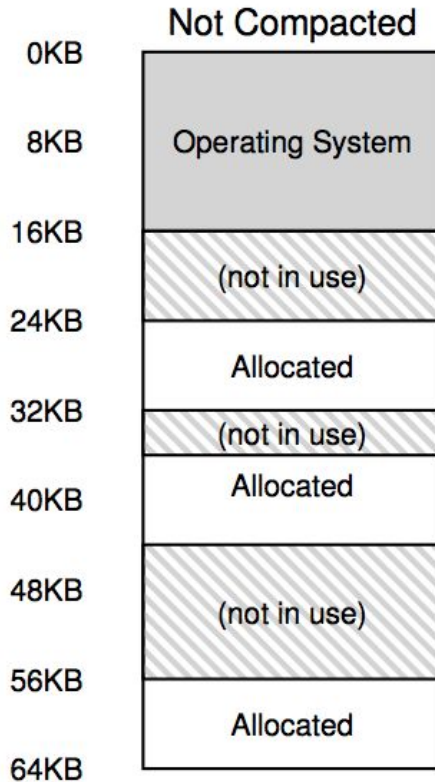 Not Compacted
0KB
8KB
Operating System
16KB
(not in use)
24KB
Allocated
32KB
(not in use)
Allocated
40KB
48KB
(not in use)
56KB
Allocated
64KB